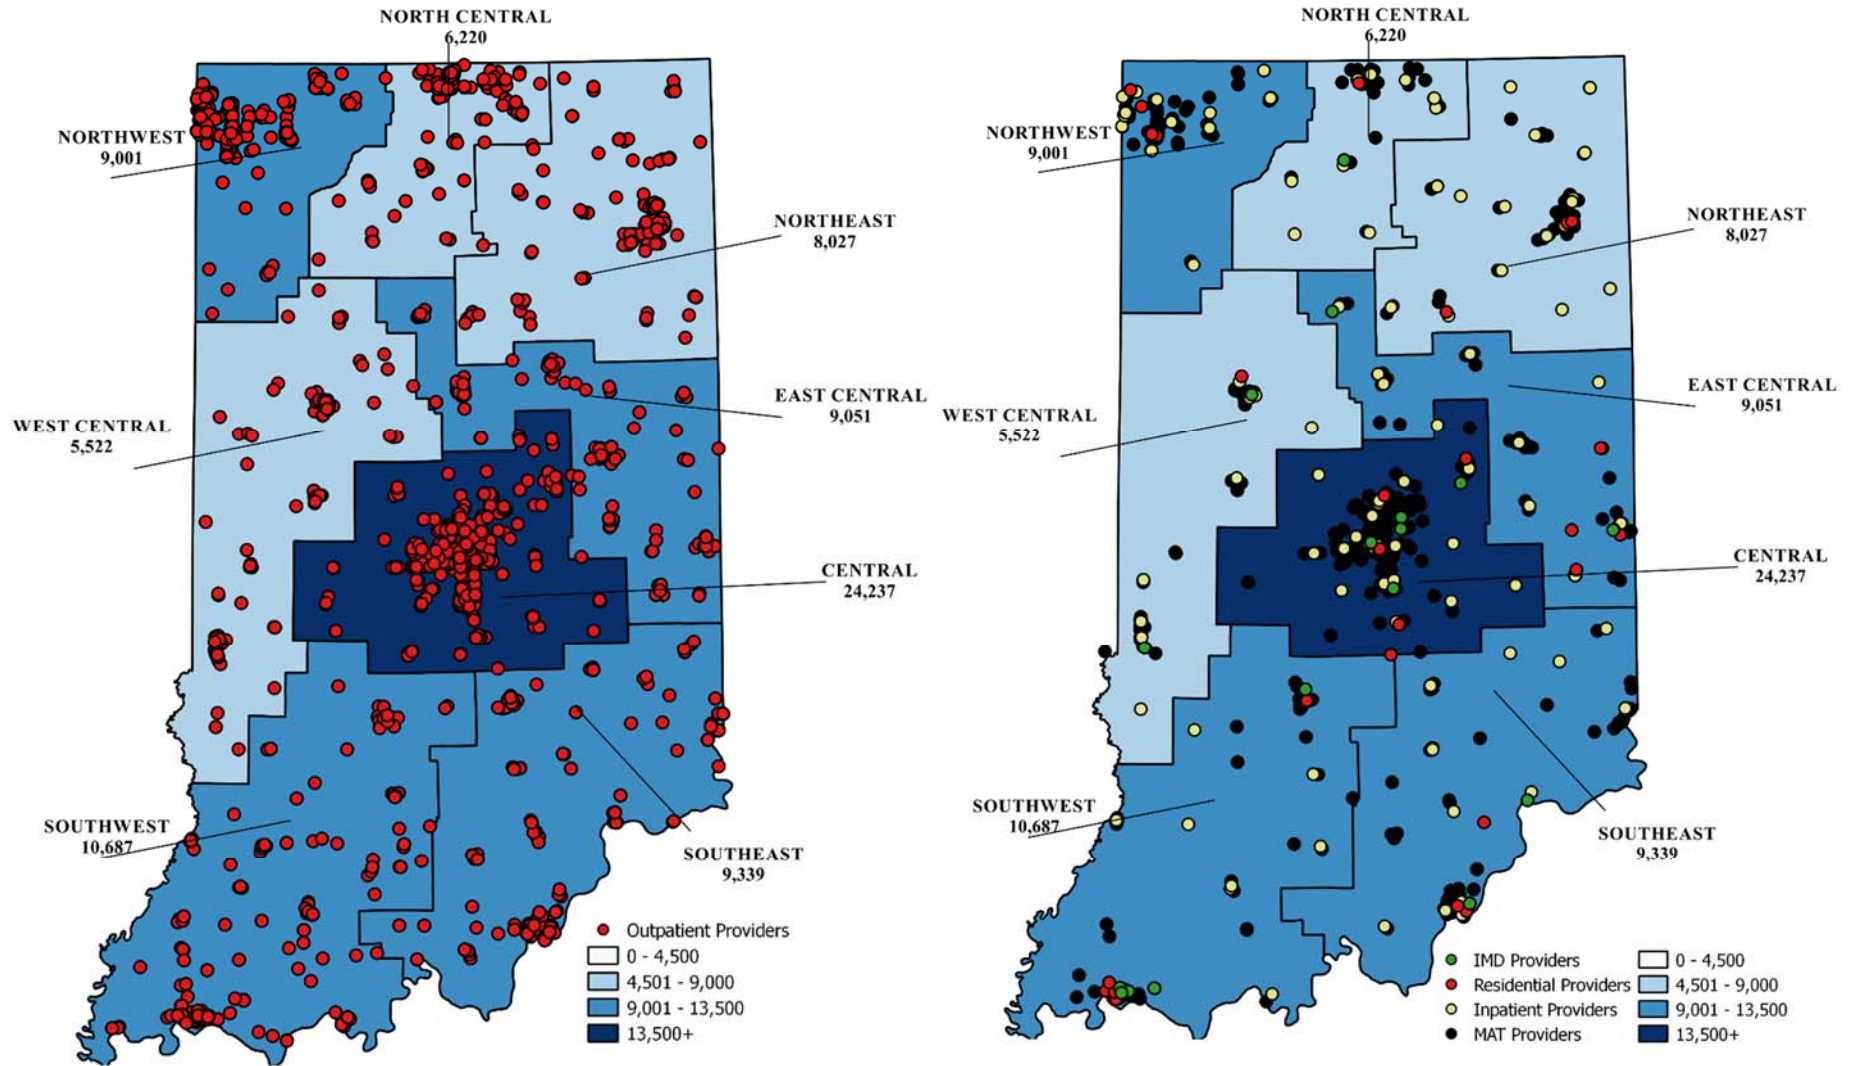 NORTH CENTRAL
6,220
NORTHWEST
9,001
NORTHEAST
8,027
EAST CENTRAL
9,051
WEST CENTRAL
5,522
CENTRAL
24,237
SOUTHWEST
10,687
SOUTHEAST
9,339
Outpatient Providers
0 - 4,500
4,501 - 9,000
9,001 - 13,500
13,500+
NORTH CENTRAL
6,220
NORTHWEST
9,001
NORTHEAST
8,027
EAST CENTRAL
9,051
WEST CENTRAL
5,522
CENTRAL
24,237
SOUTHWEST
10,687
SOUTHEAST
9,339
IMD Providers
Residential Providers
Inpatient Providers
MAT Providers
0 - 4,500
4,501 - 9,000
9,001 - 13,500
13,500+